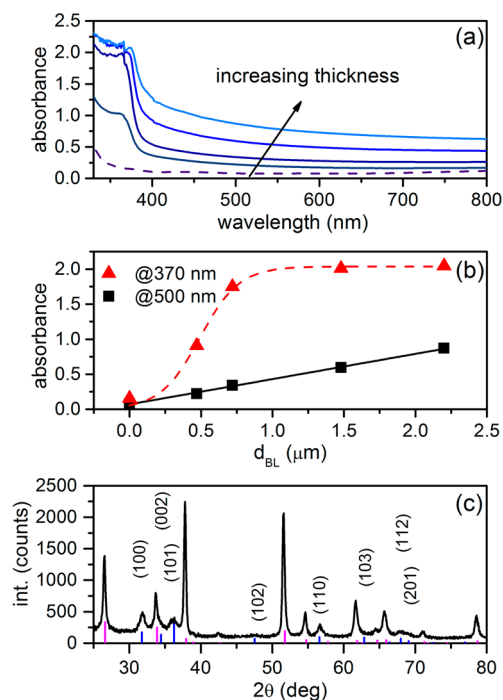 (a)
increasing thickness
absorbance
2.5
2.0
1.5
1.0
0.5
0.0
400 500 600 700 800
wavelength (nm)
(b)
@370 nm
@500 nm
absorbance
2.0
1.5
1.0
0.5
0.0
0.0 0.5 1.0 1.5 2.0 2.5
d_BL (μm)
(c)
int. (counts)
2500
2000
1500
1000
500
0
(100)
(002)
(101)
(102)
(110)
(103)
(112)
(201)
30 40 50 60 70 80
2θ (deg)